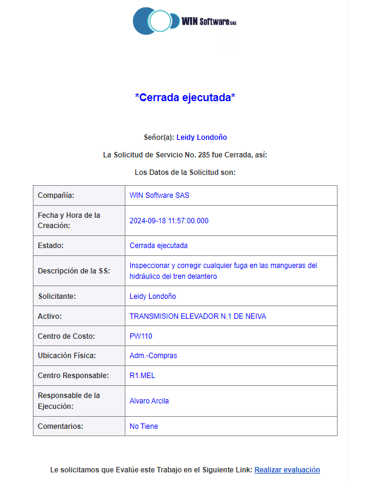 WIN Software SAS
*Cerrada ejecutada*
Señor(a): Leidy Londoño
La Solicitud de Servicio No. 285 fue Cerrada, así:
Los Datos de la Solicitud son:
Compañía: WIN Software SAS
Fecha y Hora de la
Creación: 2024-09-18 11:57:00.000
Estado: Cerrada ejecutada
Descripción de la SS: Inspeccionar y corregir cualquier fuga en las mangueras del
hidráulico del tren delantero
Solicitante: Leidy Londoño
Activo: TRANSMISION ELEVADOR N.1 DE NEIVA
Centro de Costo: PW110
Ubicación Física: Adm.-Compras
Centro Responsable: R1.MEL
Responsable de la
Ejecución: Alvaro Arcila
Comentarios: No Tiene
Le solicitamos que Evalúe este Trabajo en el Siguiente Link: Realizar evaluación